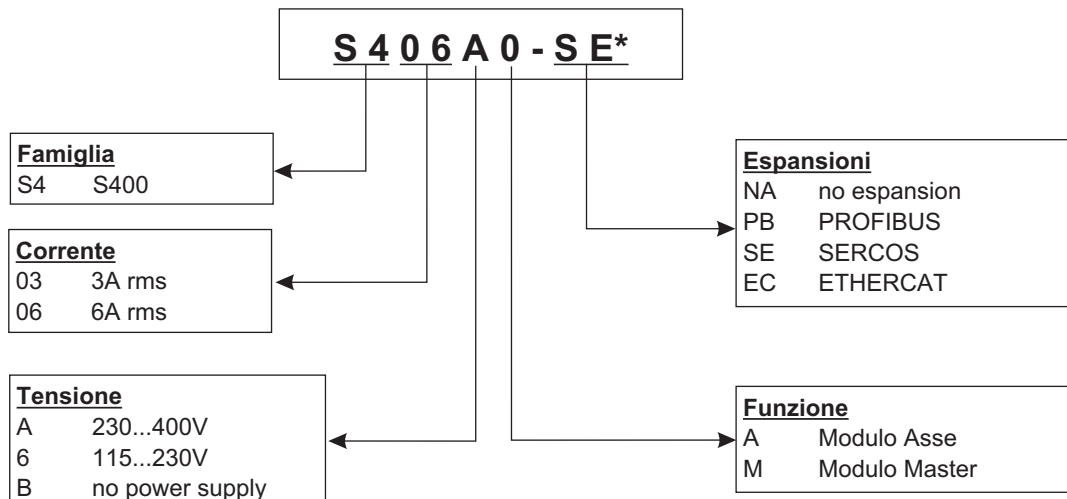 S406A0-SE*
Famiglia
S4 S400
Corrente
03 3A rms
06 6A rms
Tensione
A 230...400V
6 115...230V
B no power supply
Espansioni
NA no espansion
PB PROFIBUS
SE SERCOS
EC ETHERCAT
Funzione
A Modulo Asse
M Modulo Master